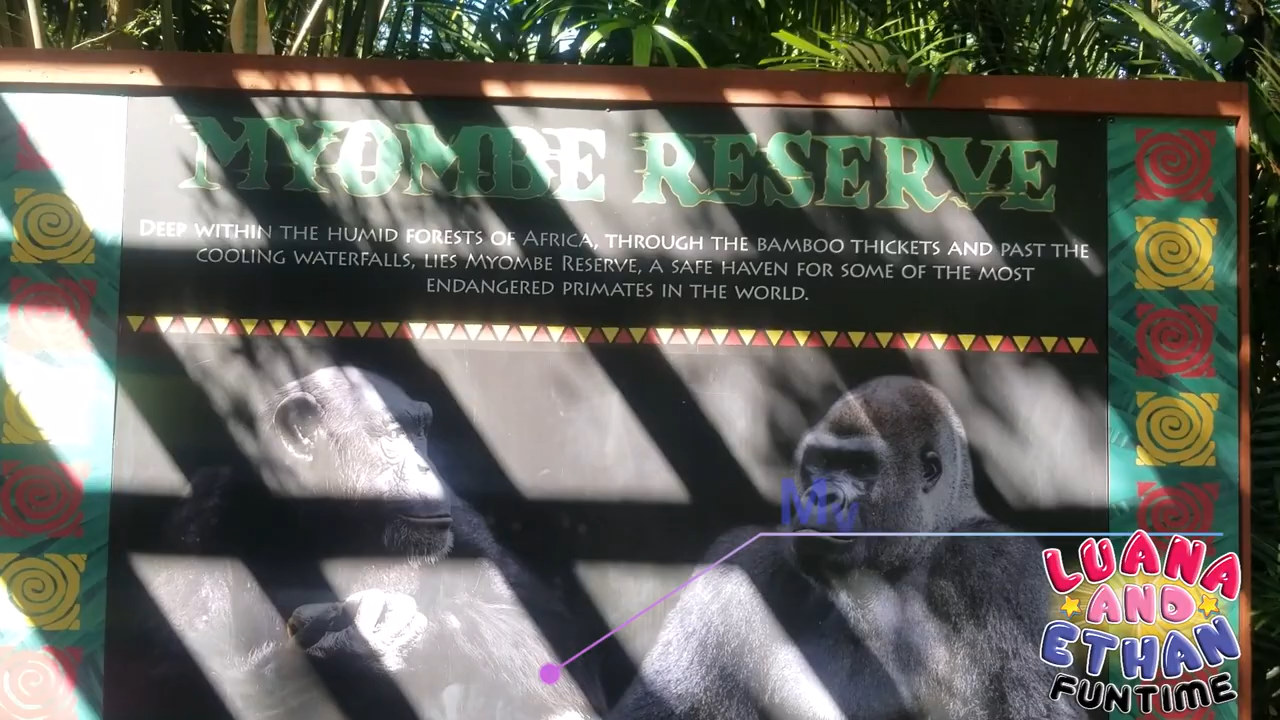 MYOMBE RESERVE
DEEP WITHIN THE HUMID FORESTS OF AFRICA, THROUGH THE BAMBOO THICKETS AND PAST THE
COOLING WATERFALLS, LIES MYOMBE RESERVE, A SAFE HAVEN FOR SOME OF THE MOST
ENDANGERED PRIMATES IN THE WORLD.
My
LUANA
AND
ETHAN
FUNTIME